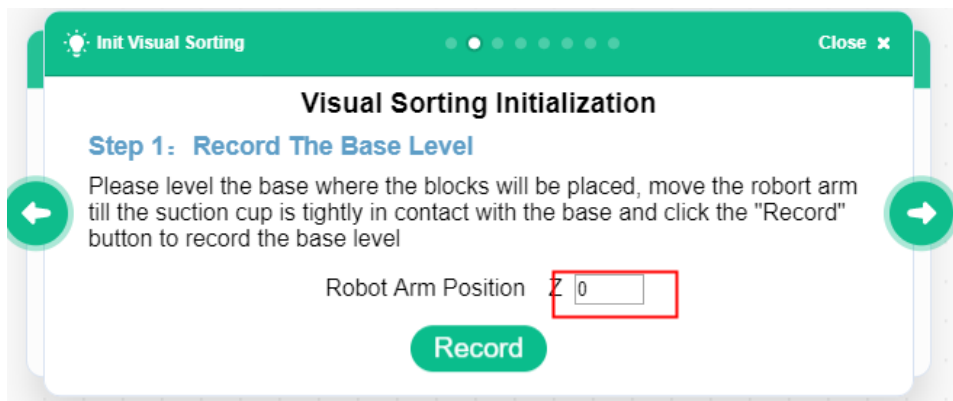 Init Visual Sorting
Close ×
Visual Sorting Initialization
Step 1：Record The Base Level
Please level the base where the blocks will be placed, move the robort arm
till the suction cup is tightly in contact with the base and click the "Record"
button to record the base level
Robot Arm Position Z 0
Record